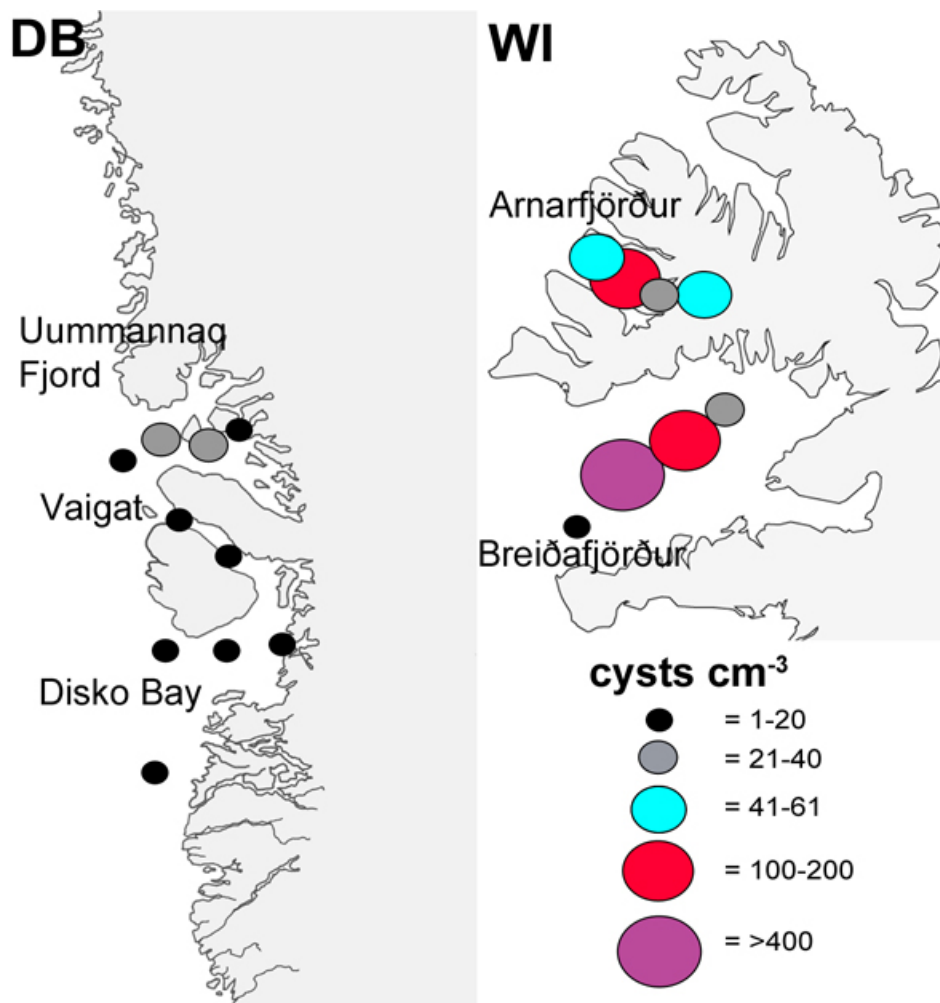 DB
Uummannaq
Fjord
Vaigat
Disko Bay
WI
Arnarfjörður
Breiðafjörður
cysts cm⁻³
= 1-20
= 21-40
= 41-61
= 100-200
= >400